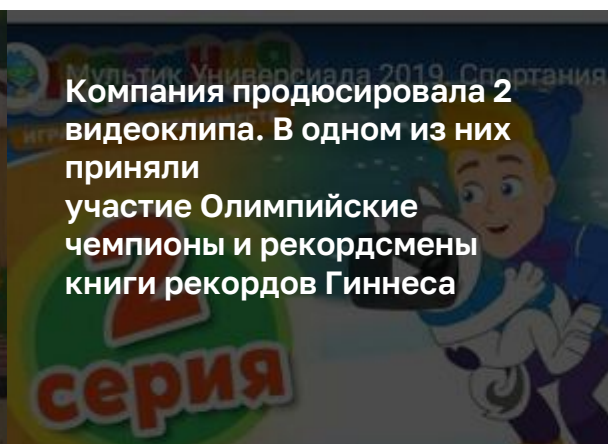 Мультик Универсиада 2019. Спортания
Компания продюсировала 2
видеоклипа. В одном из них
приняли
участие Олимпийские
чемпионы и рекордсмены
книги рекордов Гиннеса
2
серия